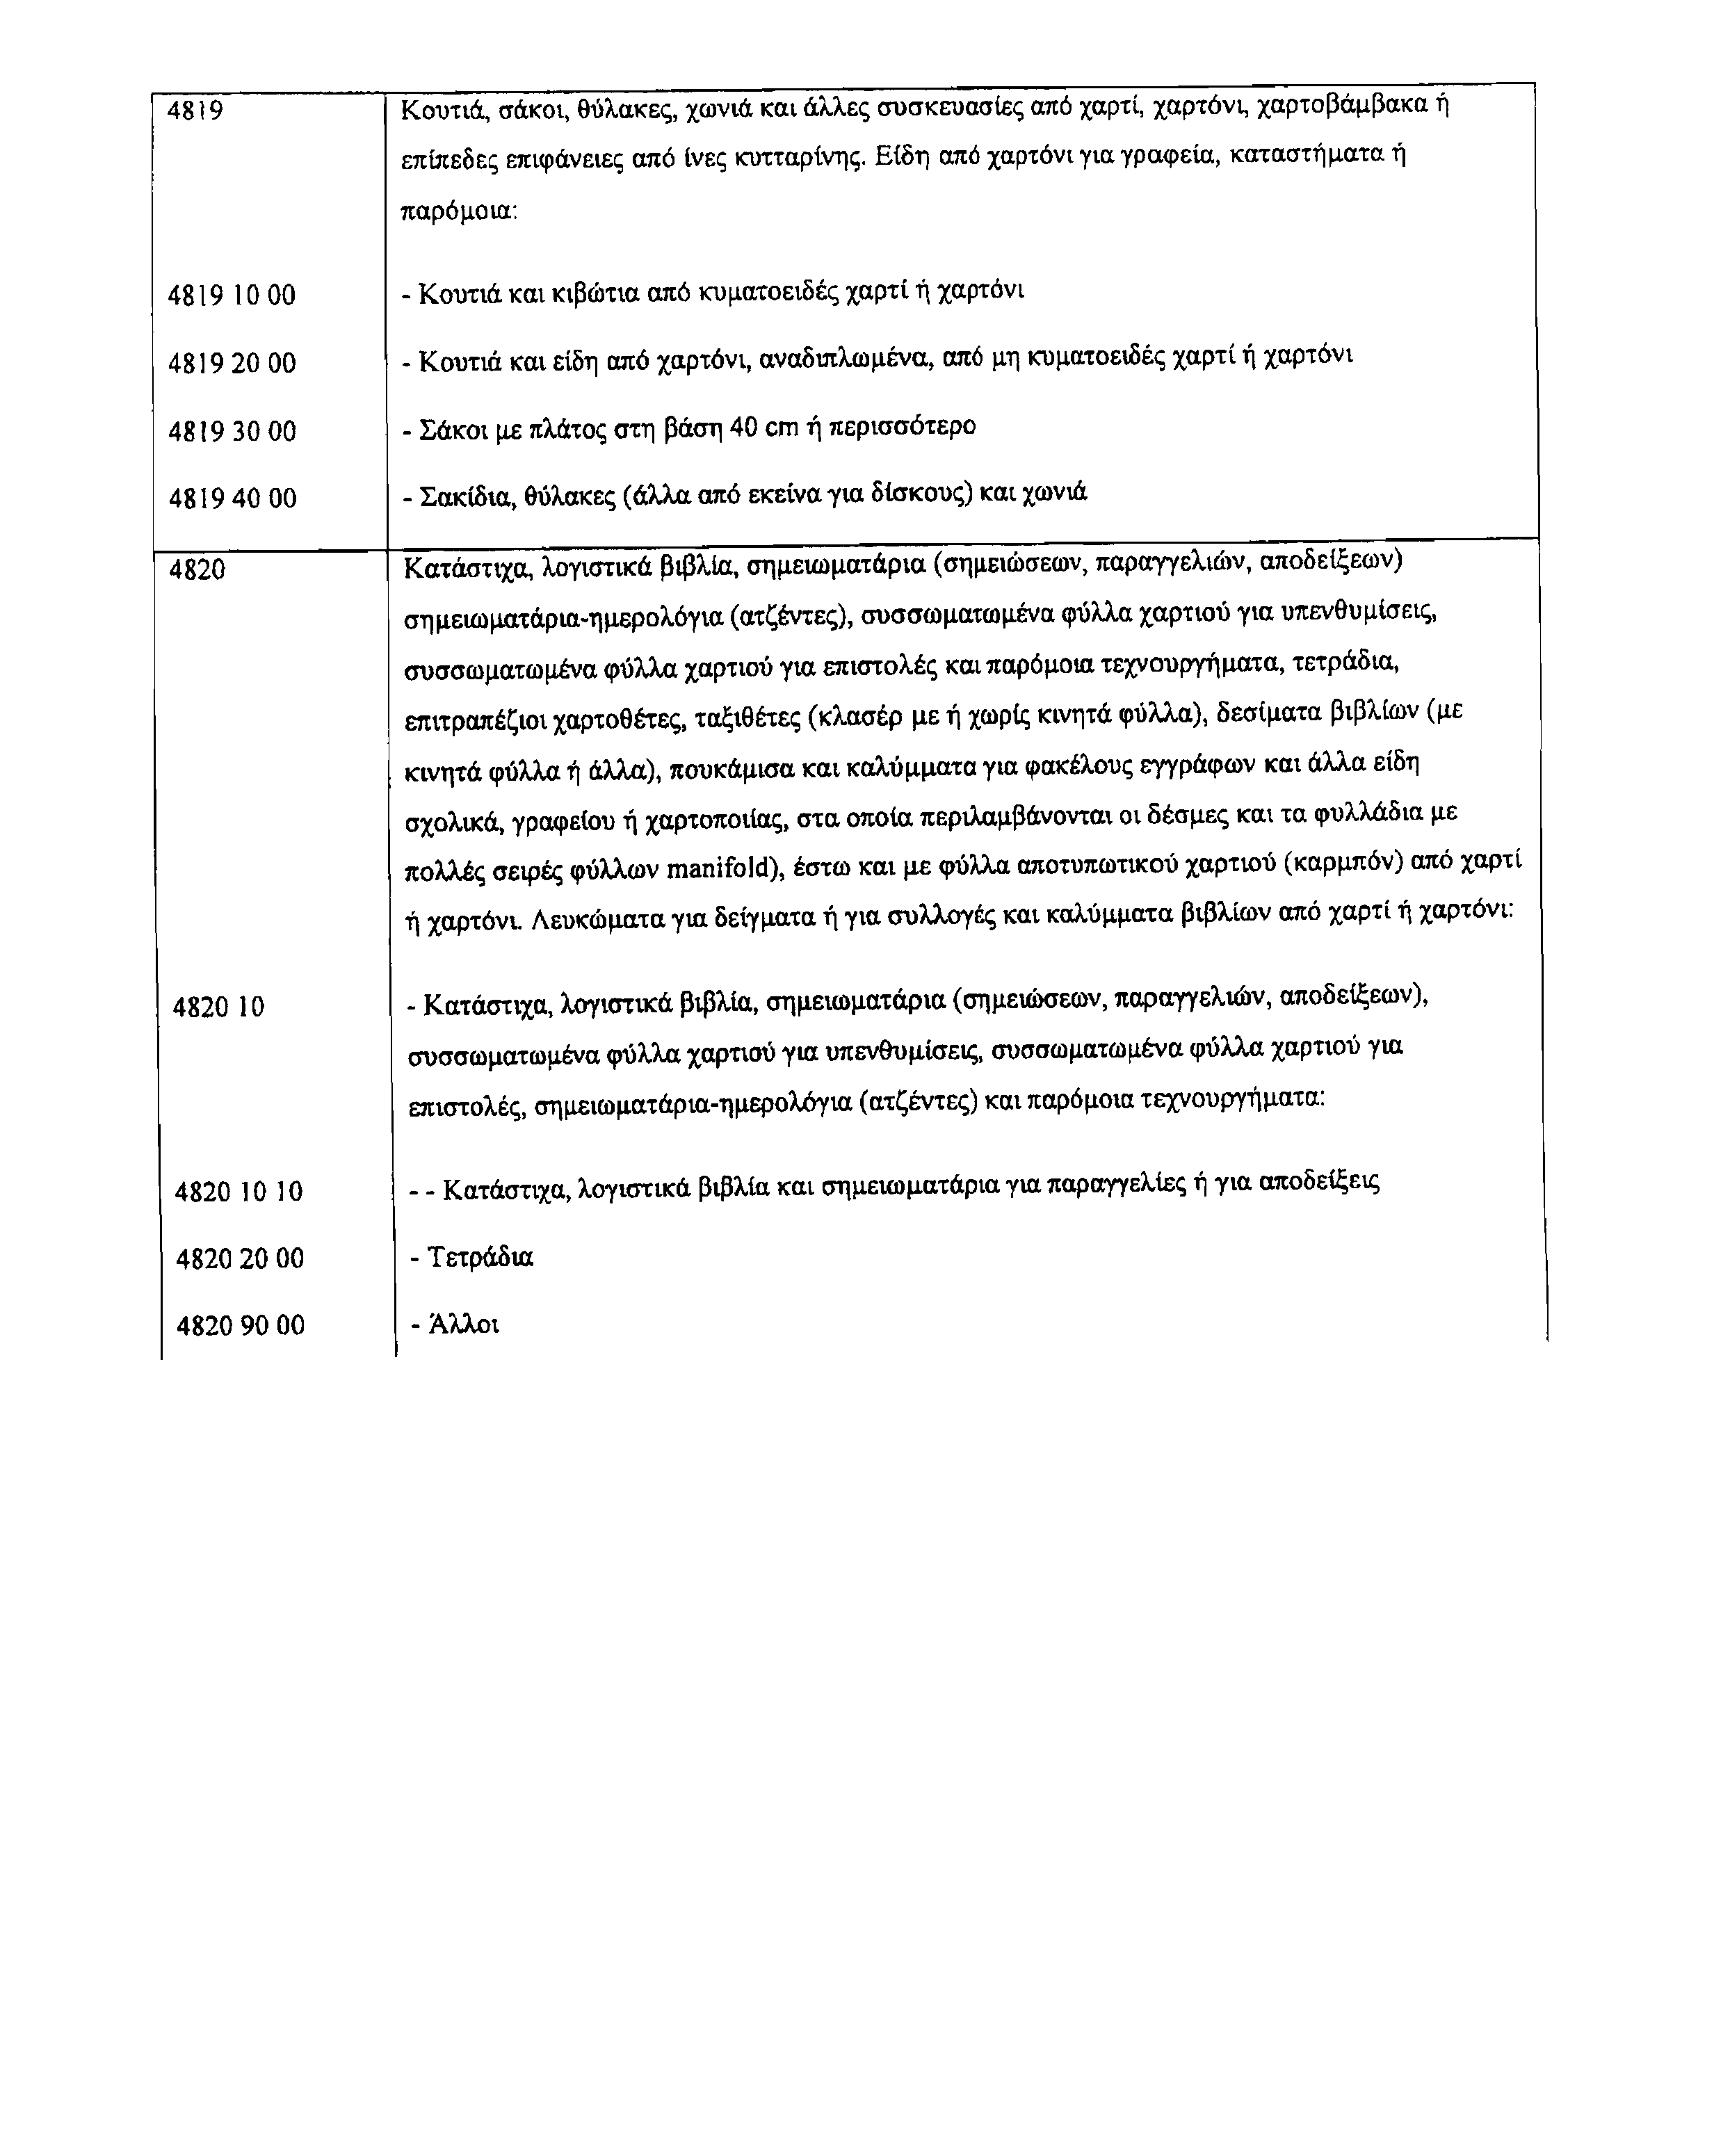 4819 Κουτιά, σάκοι, θύλακες, χωνιά και άλλες συσκευασίες από χαρτί, χαρτόνι, χαρτοβάμβακα ή
επίπεδες επιφάνειες από ίνες κυτταρίνης. Είδη από χαρτόνι για γραφεία, καταστήματα ή
παρόμοια:
4819 10 00 - Κουτιά και κιβώτια από κυματοειδές χαρτί ή χαρτόνι
4819 20 00 - Κουτιά και είδη από χαρτόνι, αναδιπλωμένα, από μη κυματοειδές χαρτί ή χαρτόνι
4819 30 00 - Σάκοι με πλάτος στη βάση 40 cm ή περισσότερο
4819 40 00 - Σακίδια, θύλακες (άλλα από εκείνα για δίσκους) και χωνιά
4820 Κατάστιχα, λογιστικά βιβλία, σημειωματάρια (σημειώσεων, παραγγελιών, αποδείξεων)
σημειωματάρια-ημερολόγια (ατζέντες), συσσωματωμένα φύλλα χαρτιού για υπενθυμίσεις,
συσσωματωμένα φύλλα χαρτιού για επιστολές και παρόμοια τεχνουργήματα, τετράδια,
επιτραπέζιοι χαρτοθέτες, ταξιθέτες (κλασέρ με ή χωρίς κινητά φύλλα), δεσίματα βιβλίων (με
κινητά φύλλα ή άλλα), πουκάμισα και καλύμματα για φακέλους εγγράφων και άλλα είδη
σχολικά, γραφείου ή χαρτοποιίας, στα οποία περιλαμβάνονται οι δέσμες και τα φυλλάδια με
πολλές σειρές φύλλων manifold), έστω και με φύλλα αποτυπωτικού χαρτιού (καρμπόν) από χαρτί
ή χαρτόνι. Λευκώματα για δείγματα ή για συλλογές και καλύμματα βιβλίων από χαρτί ή χαρτόνι:
4820 10 - Κατάστιχα, λογιστικά βιβλία, σημειωματάρια (σημειώσεων, παραγγελιών, αποδείξεων),
συσσωματωμένα φύλλα χαρτιού για υπενθυμίσεις, συσσωματωμένα φύλλα χαρτιού για
επιστολές, σημειωματάρια-ημερολόγια (ατζέντες) και παρόμοια τεχνουργήματα:
4820 10 10 - - Κατάστιχα, λογιστικά βιβλία και σημειωματάρια για παραγγελίες ή για αποδείξεις
4820 20 00 - Τετράδια
4820 90 00 - Άλλοι